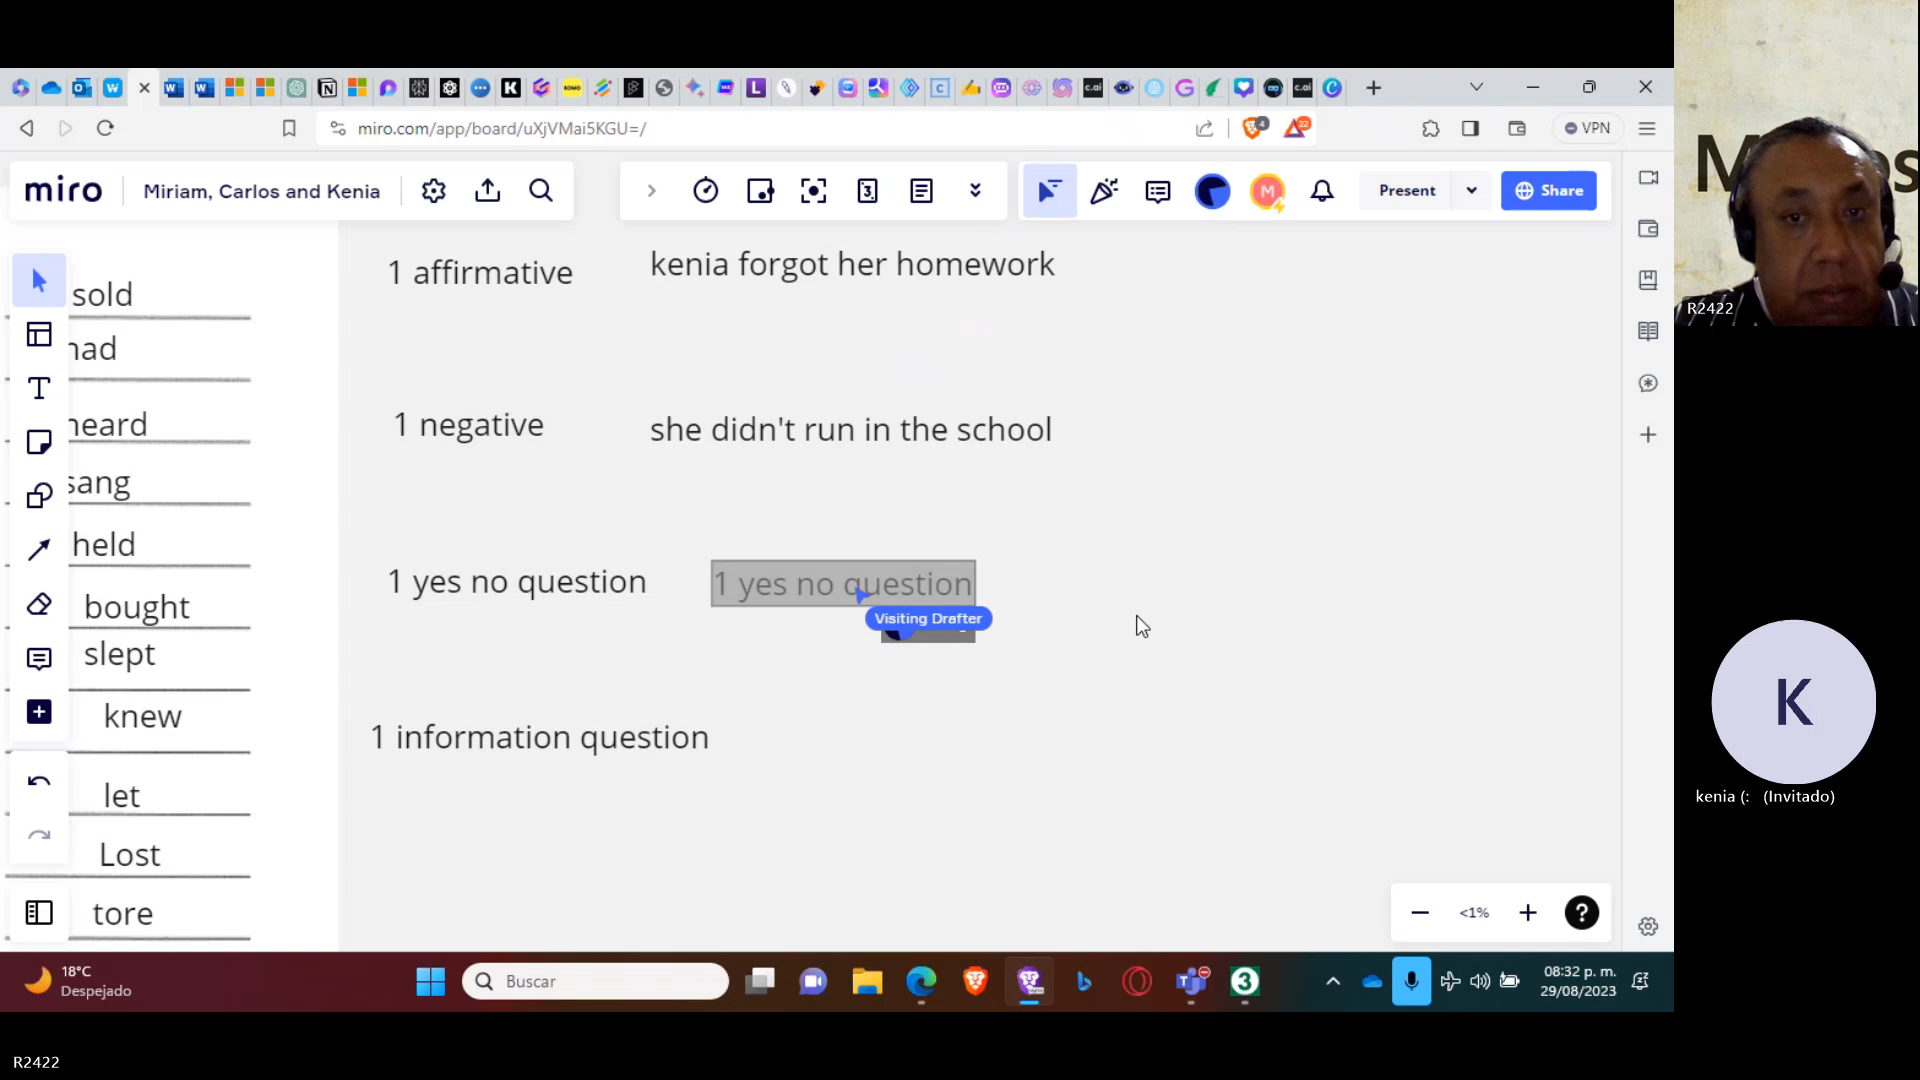 miro.com/app/board/uXjVMai5KGU=/
4
22
VPN
miro
Miriam, Carlos and Kenia
3
M
Present
Share
sold
had
heard
sang
held
bought
slept
knew
let
Lost
tore
1 affirmative
kenia forgot her homework
1 negative
she didn't run in the school
1 yes no question
1 yes no question
Visiting Drafter
1 information question
<1%
?
18°C
Despejado
Buscar
08:32 p. m.
29/08/2023
R2422
K
kenia (: (Invitado)
R2422